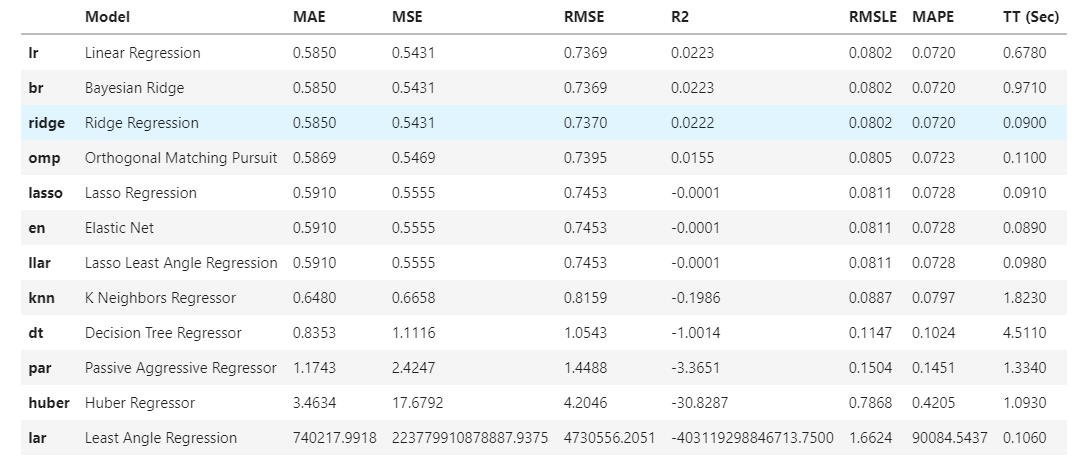 Model MAE MSE RMSE R2 RMSLE MAPE TT (Sec)
lr Linear Regression 0.5850 0.5431 0.7369 0.0223 0.0802 0.0720 0.6780
br Bayesian Ridge 0.5850 0.5431 0.7369 0.0223 0.0802 0.0720 0.9710
ridge Ridge Regression 0.5850 0.5431 0.7370 0.0222 0.0802 0.0720 0.0900
omp Orthogonal Matching Pursuit 0.5869 0.5469 0.7395 0.0155 0.0805 0.0723 0.1100
lasso Lasso Regression 0.5910 0.5555 0.7453 -0.0001 0.0811 0.0728 0.0910
en Elastic Net 0.5910 0.5555 0.7453 -0.0001 0.0811 0.0728 0.0890
llar Lasso Least Angle Regression 0.5910 0.5555 0.7453 -0.0001 0.0811 0.0728 0.0980
knn K Neighbors Regressor 0.6480 0.6658 0.8159 -0.1986 0.0887 0.0797 1.8230
dt Decision Tree Regressor 0.8353 1.1116 1.0543 -1.0014 0.1147 0.1024 4.5110
par Passive Aggressive Regressor 1.1743 2.4247 1.4488 -3.3651 0.1504 0.1451 1.3340
huber Huber Regressor 3.4634 17.6792 4.2046 -30.8287 0.7868 0.4205 1.0930
lar Least Angle Regression 740217.9918 223779910878887.9375 4730556.2051 -403119298846713.7500 1.6624 90084.5437 0.1060